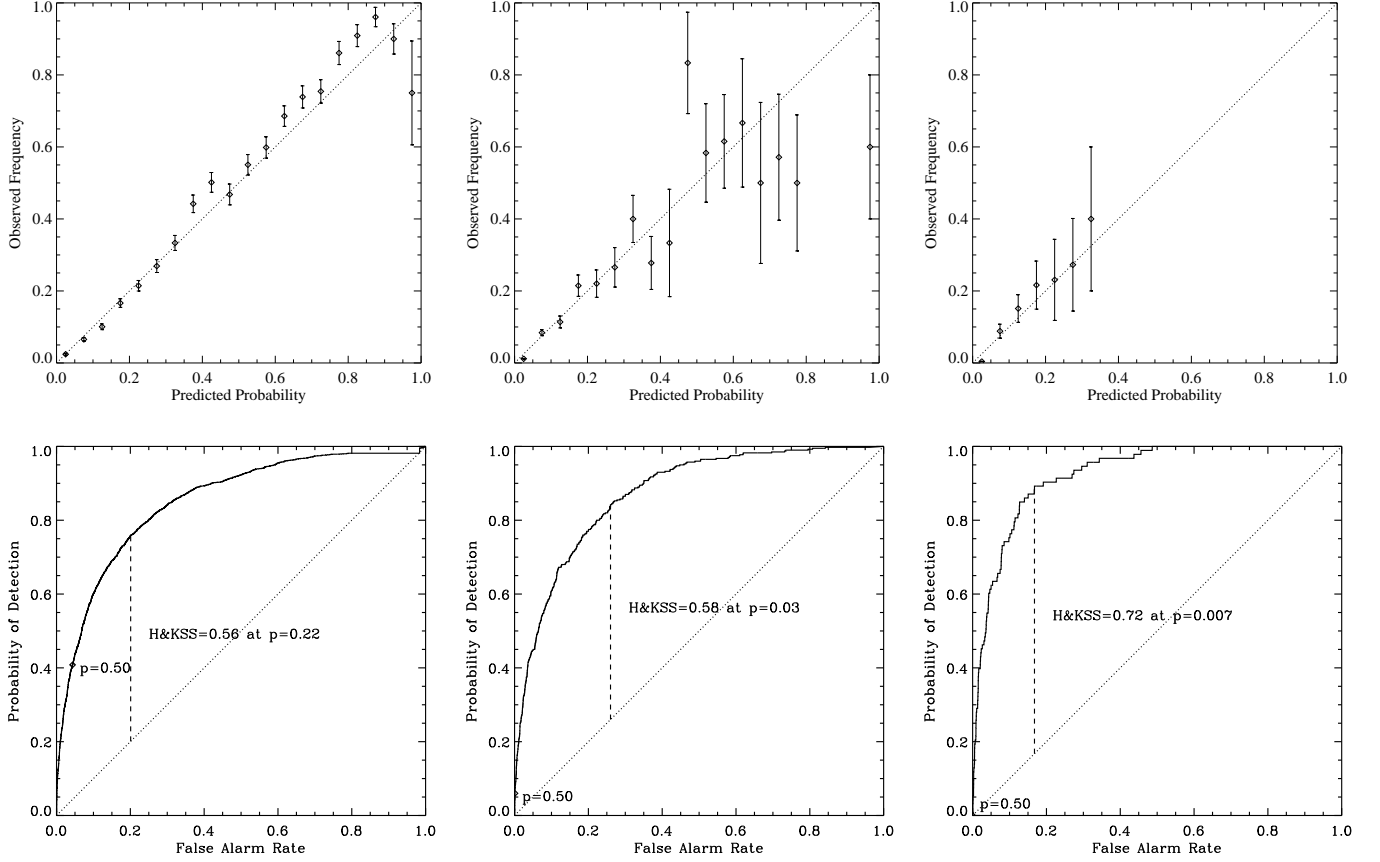 1.0
0.8
0.6
0.4
0.2
0.0
Observed Frequency
0.0 0.2 0.4 0.6 0.8 1.0
Predicted Probability
1.0
0.8
0.6
0.4
0.2
0.0
Observed Frequency
0.0 0.2 0.4 0.6 0.8 1.0
Predicted Probability
1.0
0.8
0.6
0.4
0.2
0.0
Observed Frequency
0.0 0.2 0.4 0.6 0.8 1.0
Predicted Probability
1.0
0.8
0.6
0.4
0.2
0.0
Probability of Detection
H&KSS=0.56 at p=0.22
p=0.50
0.0 0.2 0.4 0.6 0.8 1.0
False Alarm Rate
1.0
0.8
0.6
0.4
0.2
0.0
Probability of Detection
H&KSS=0.58 at p=0.03
p=0.50
0.0 0.2 0.4 0.6 0.8 1.0
False Alarm Rate
1.0
0.8
0.6
0.4
0.2
0.0
Probability of Detection
H&KSS=0.72 at p=0.007
p=0.50
0.0 0.2 0.4 0.6 0.8 1.0
False Alarm Rate